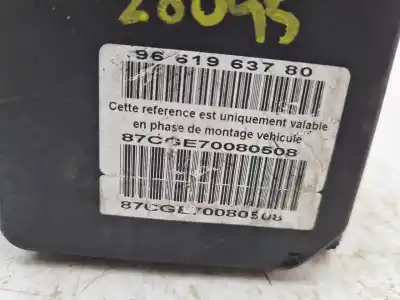 28045
96 619 637 80
Cette reference est uniquement valable
en phase de montage vehicule
87CGE70080508
87CGE70080508